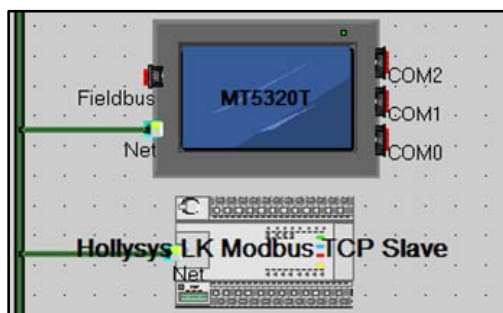 COM2
Fieldbus
MT5320T
COM1
Net
COM0
Hollysys LK Modbus TCP Slave
Net